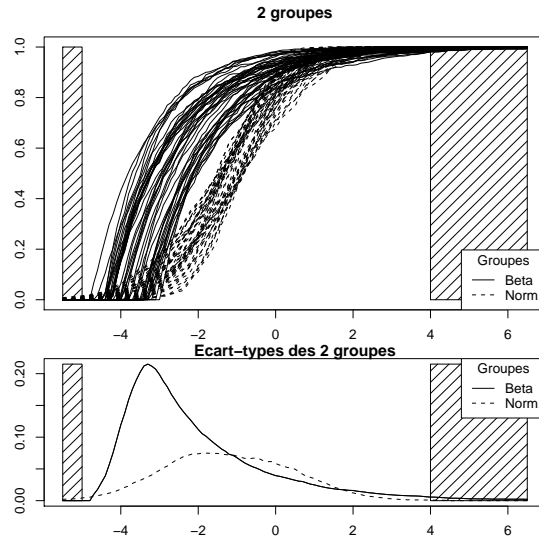 2 groupes
1.0
0.8
0.6
0.4
0.2
0.0
Groupes
Beta
Norm
−4 −2 0 2 4 6
Ecart−types des 2 groupes
0.20
0.10
0.00
Groupes
Beta
Norm
−4 −2 0 2 4 6